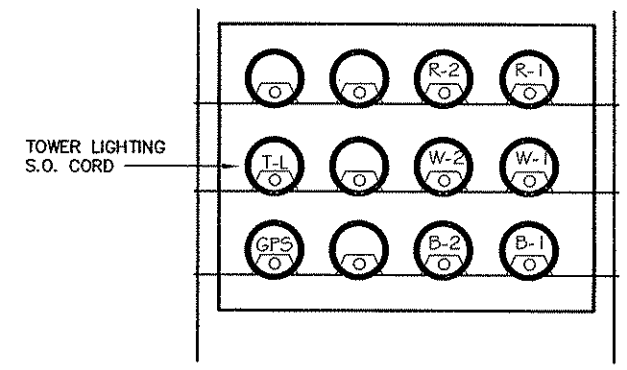 R-2 R-1
TOWER LIGHTING
S.O. CORD
T-L W-2 W-1
GPS B-2 B-1